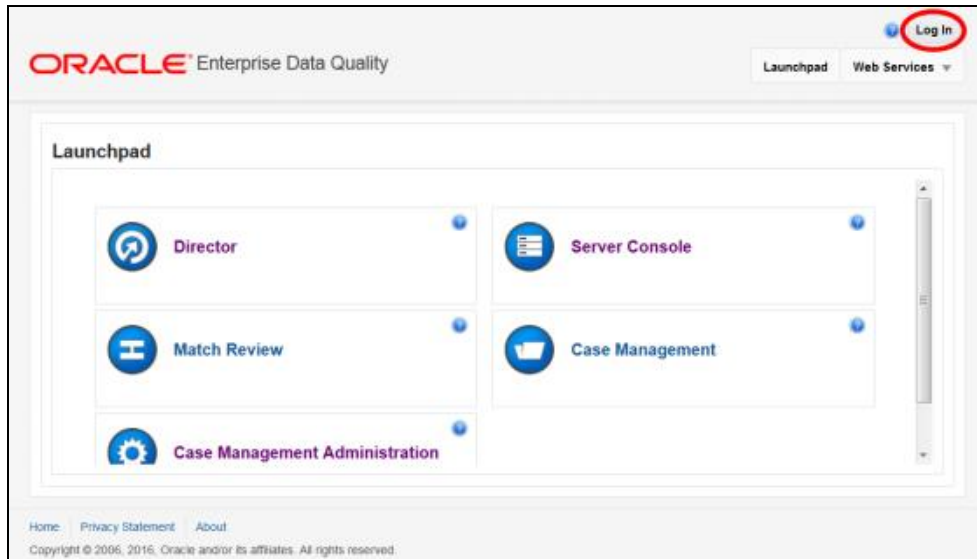 Log In
ORACLE® Enterprise Data Quality
Launchpad Web Services
Launchpad
Director
Server Console
Match Review
Case Management
Case Management Administration
Home Privacy Statement About
Copyright © 2006, 2016, Oracle and/or its affiliates. All rights reserved.